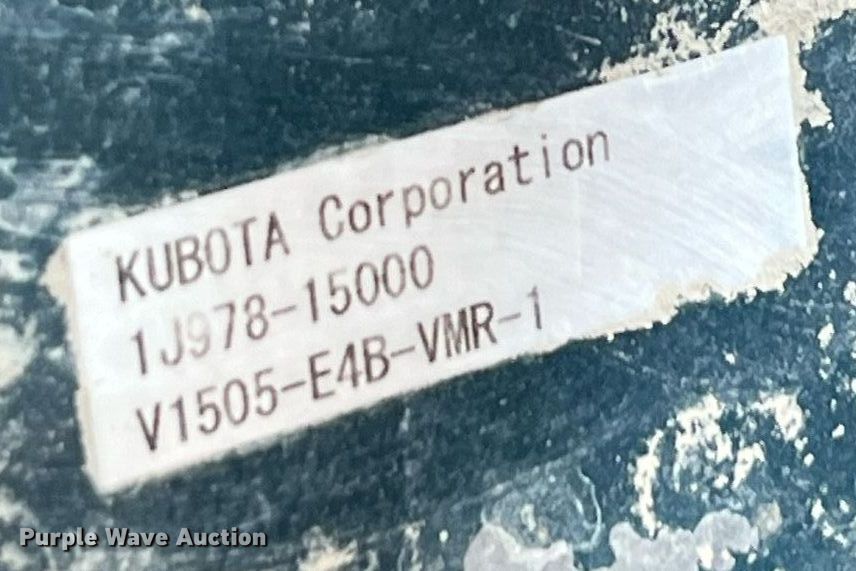 KUBOTA Corporation
1J978-15000
V1505-E4B-VMR-1
Purple Wave Auction